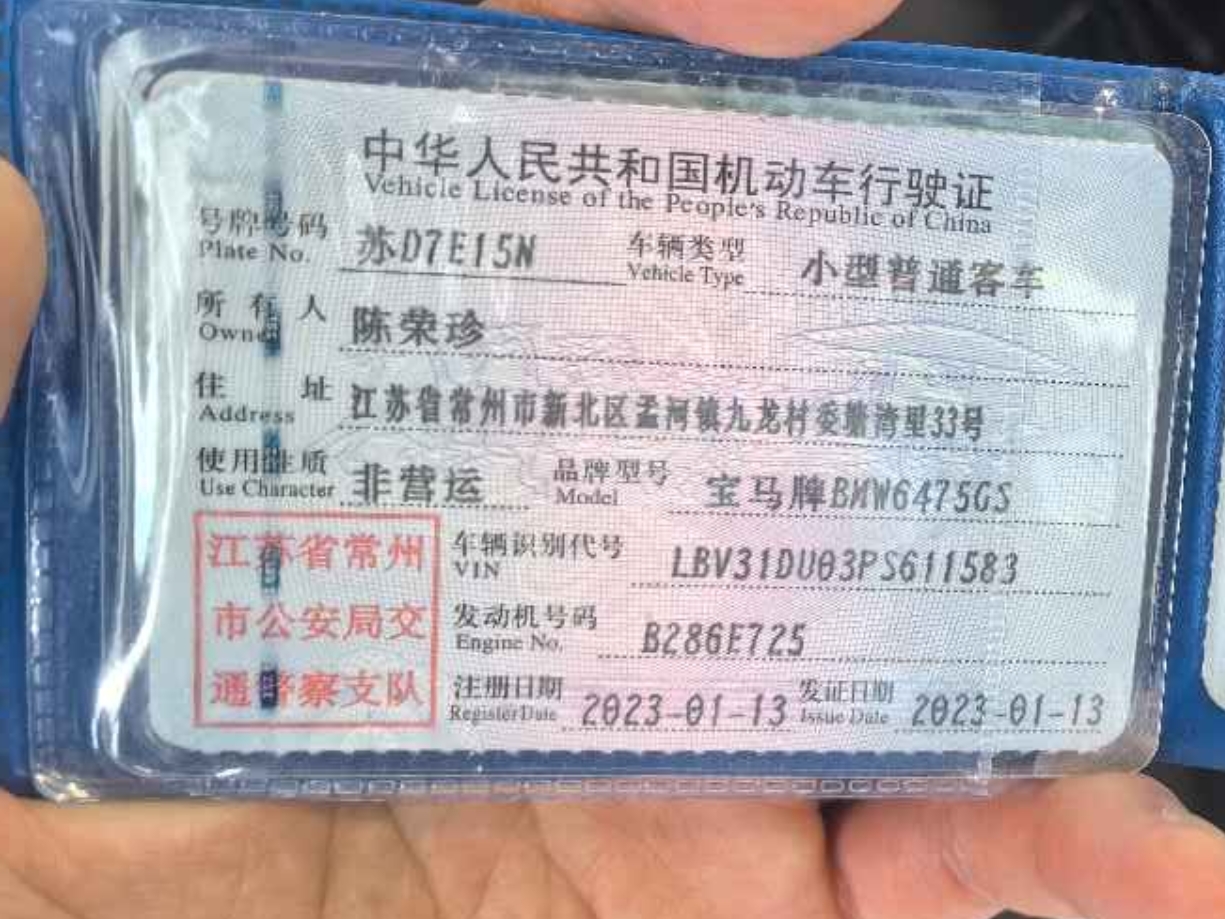 中华人民共和国机动车行驶证
Vehicle License of the People's Republic of China
号牌号码 苏D7E15N 车辆类型 小型普通客车
Plate No. Vehicle Type
所有人 陈荣珍
Owner
住址 江苏省常州市新北区孟河镇九龙村委塘湾里33号
Address
使用性质 非营运 品牌型号 宝马牌BMW6475GS
Use Character Model
江苏省常州
市公安局交
通警察支队
车辆识别代号 LBV31DU03PS611583
VIN
发动机号码 B286E725
Engine No.
注册日期 2023-01-13 发证日期 2023-01-13
Register Date Issue Date